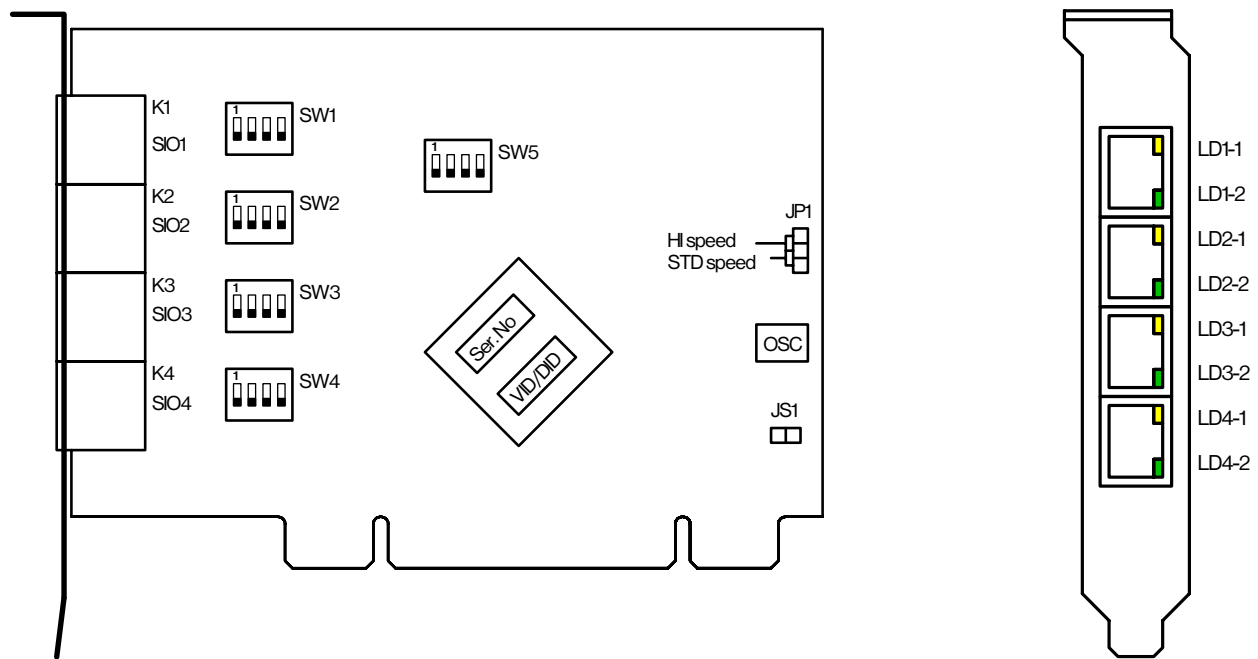 K1
SIO1
1
SW1
K2
SIO2
1
SW2
K3
SIO3
1
SW3
K4
SIO4
1
SW4
1
SW5
JP1
HI speed
STD speed
Ser.No
VID/DID
OSC
JS1
LD1-1
LD1-2
LD2-1
LD2-2
LD3-1
LD3-2
LD4-1
LD4-2